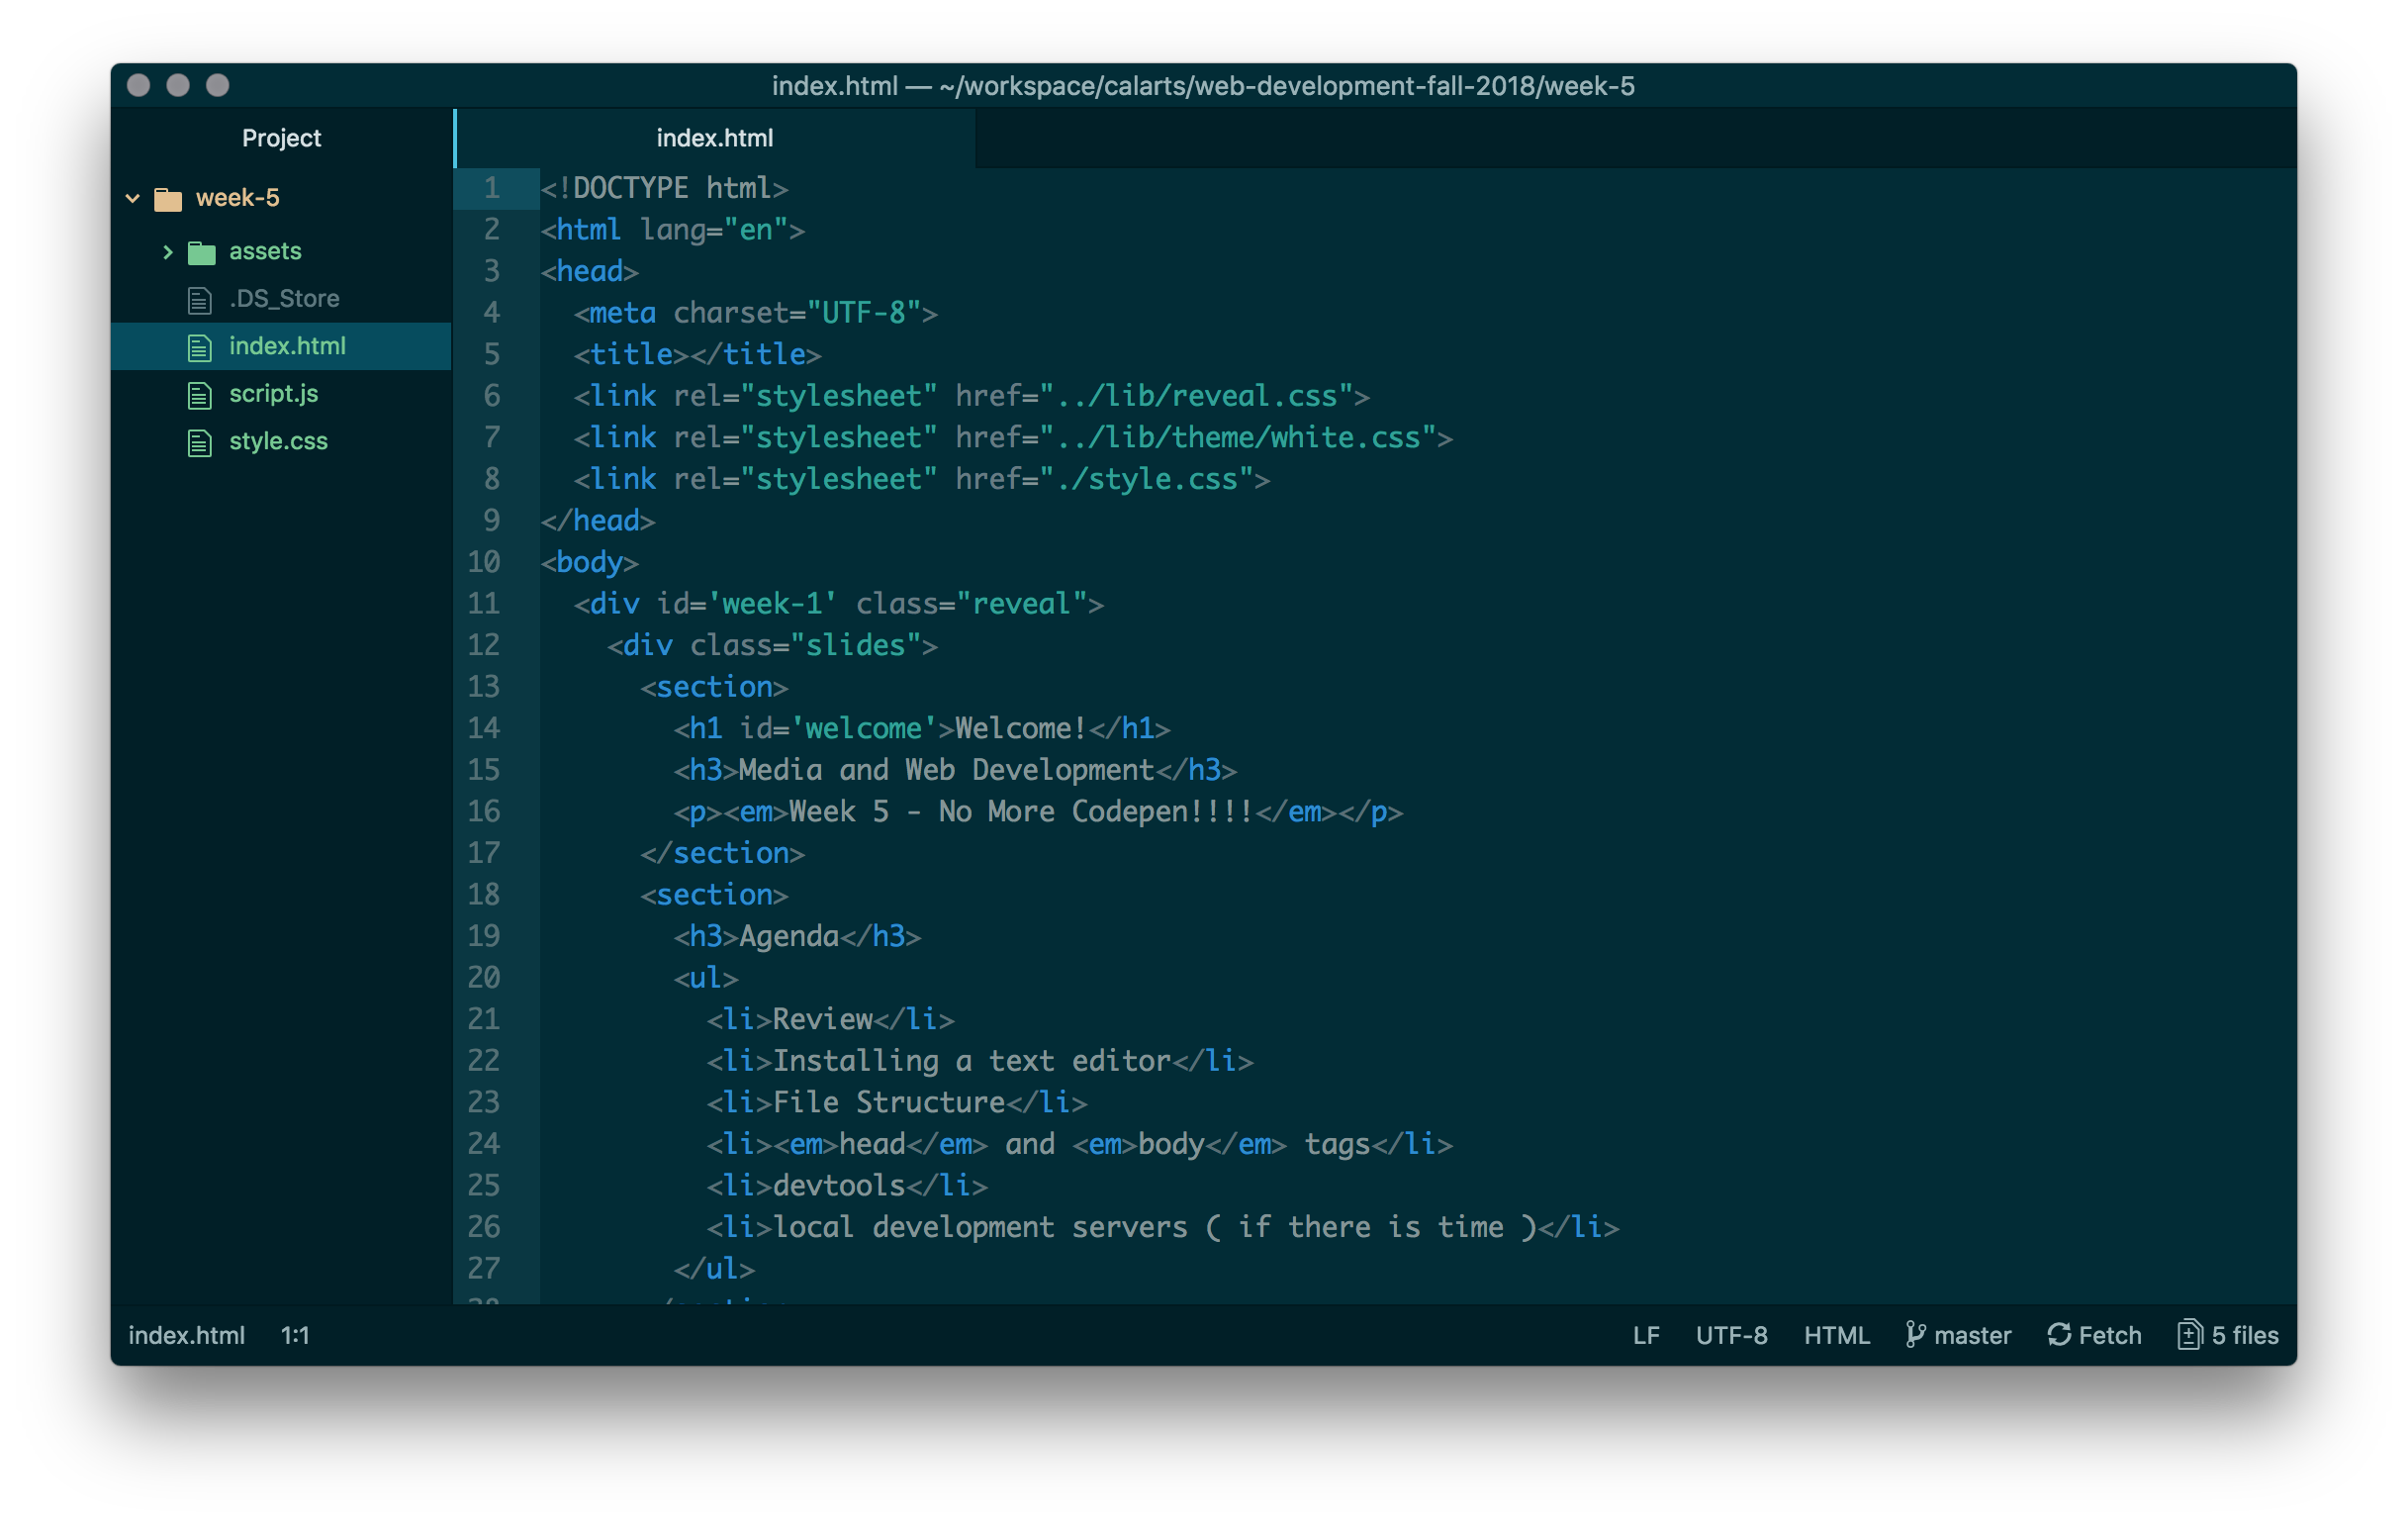 index.html — ~/workspace/calarts/web-development-fall-2018/week-5
Project
week-5
assets
.DS_Store
index.html
script.js
style.css
index.html
1 <!DOCTYPE html>
2 <html lang="en">
3 <head>
4   <meta charset="UTF-8">
5   <title></title>
6   <link rel="stylesheet" href="../lib/reveal.css">
7   <link rel="stylesheet" href="../lib/theme/white.css">
8   <link rel="stylesheet" href="./style.css">
9 </head>
10 <body>
11   <div id='week-1' class="reveal">
12     <div class="slides">
13       <section>
14         <h1 id='welcome'>Welcome!</h1>
15         <h3>Media and Web Development</h3>
16         <p><em>Week 5 - No More Codepen!!!!</em></p>
17       </section>
18       <section>
19         <h3>Agenda</h3>
20         <ul>
21           <li>Review</li>
22           <li>Installing a text editor</li>
23           <li>File Structure</li>
24           <li><em>head</em> and <em>body</em> tags</li>
25           <li>devtools</li>
26           <li>local development servers ( if there is time )</li>
27         </ul>
index.html 1:1 LF UTF-8 HTML master Fetch 5 files